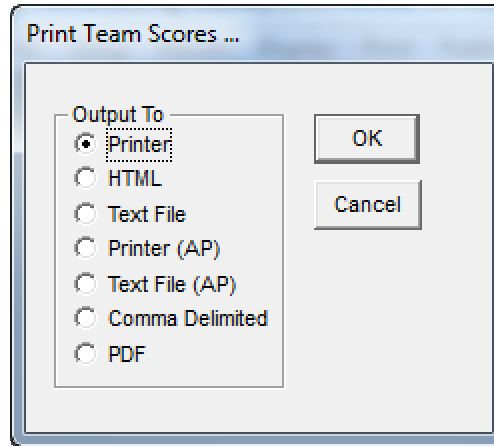 Print Team Scores ...
Output To
Printer
HTML
Text File
Printer (AP)
Text File (AP)
Comma Delimited
PDF
OK
Cancel